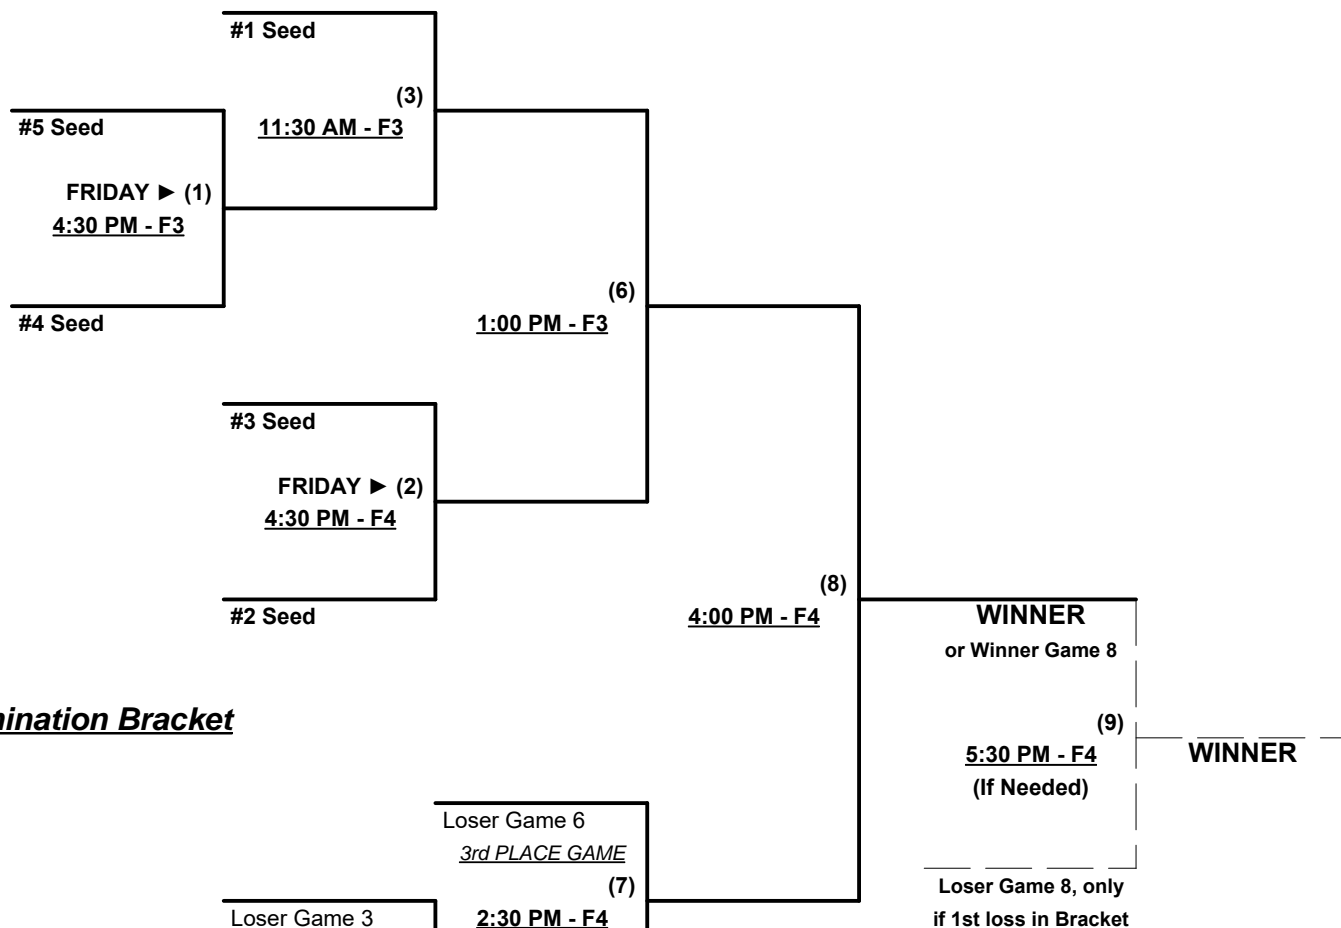 #1 Seed
(3)
11:30 AM - F3
#5 Seed
FRIDAY ► (1)
4:30 PM - F3
#4 Seed
(6)
1:00 PM - F3
#3 Seed
FRIDAY ► (2)
4:30 PM - F4
#2 Seed
(8)
4:00 PM - F4
WINNER
or Winner Game 8
(9)
5:30 PM - F4
(If Needed)
WINNER
Loser Game 8, only
if 1st loss in Bracket
Bracket
Loser Game 6
3rd PLACE GAME
(7)
2:30 PM - F4
Loser Game 3